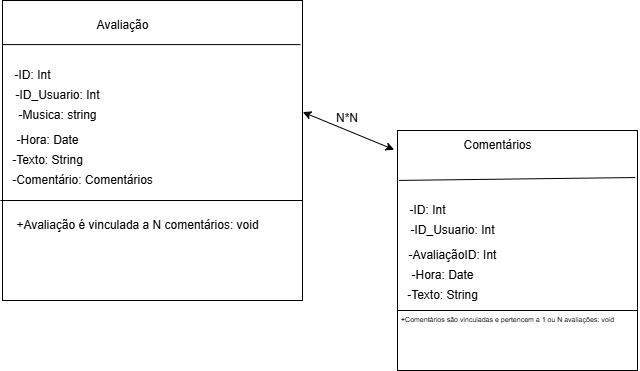 Avaliação
-ID: Int
-ID_Usuario: Int
-Musica: string
-Hora: Date
-Texto: String
-Comentário: Comentários
+Avaliação é vinculada a N comentários: void
N*N
Comentários
-ID: Int
-ID_Usuario: Int
-AvaliaçãoID: Int
-Hora: Date
-Texto: String
+Comentários são vinculadas e pertencem a 1 ou N avaliações: void